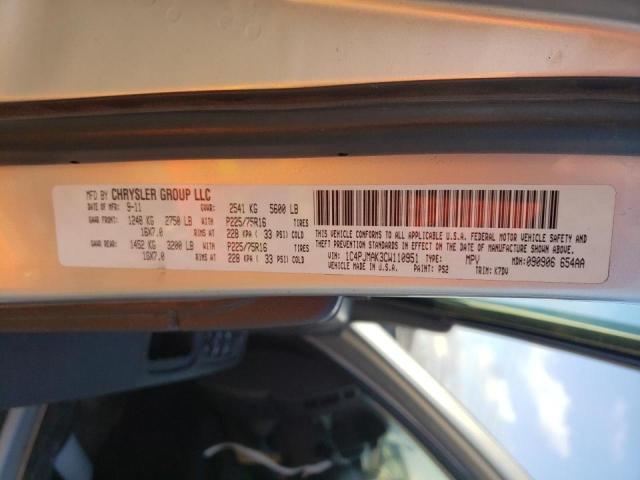 MFD BY CHRYSLER GROUP LLC
DATE OF MFR: 9-11 GVWR: 2541 KG 5600 LB
GAWR FRONT: 1248 KG 2750 LB WITH P225/75R16 TIRES
16X7.0 RIMS AT 228 KPA ( 33 PSI) COLD
GAWR REAR: 1452 KG 3200 LB WITH P225/75R16 TIRES
16X7.0 RIMS AT 228 KPA ( 33 PSI) COLD
THIS VEHICLE CONFORMS TO ALL APPLICABLE U.S.A. FEDERAL MOTOR VEHICLE SAFETY,
BUMPER, AND THEFT PREVENTION STANDARDS IN EFFECT ON THE DATE OF MANUFACTURE SHOWN ABOVE.
VIN: 1C4PJMAK3CW110951 TYPE: MPV MDH: 090906 654AA
VEHICLE MADE IN U.S.A. PAINT: PS2 TRIM: K7DV